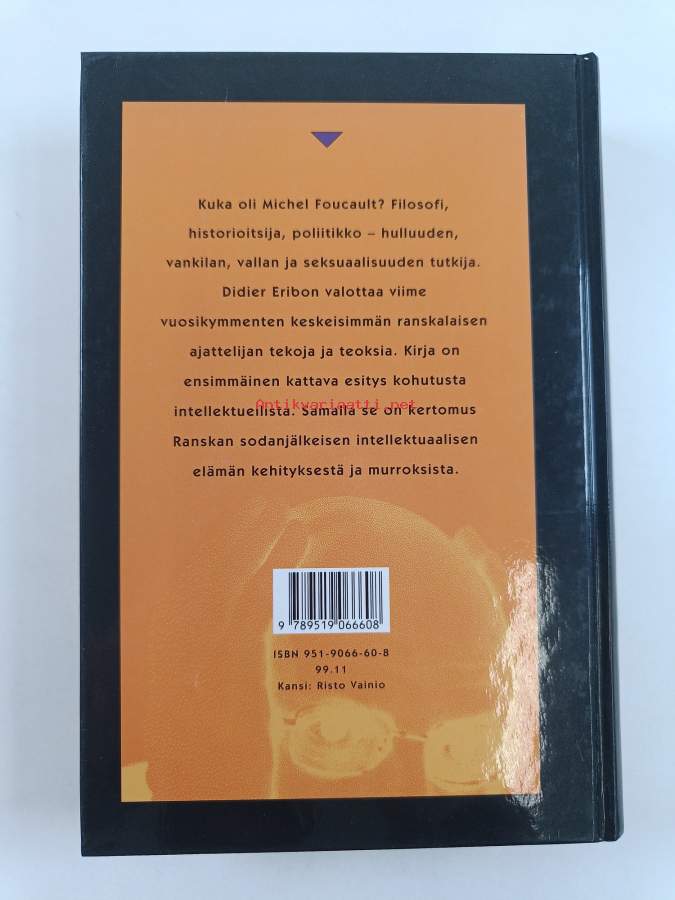 Kuka oli Michel Foucault? Filosofi,
historioitsija, poliitikko – hulluuden,
vankilan, vallan ja seksuaalisuuden tutkija.
Didier Eribon valottaa viime
vuosikymmenten keskeisimmän ranskalaisen
ajattelijan tekoja ja teoksia. Kirja on
ensimmäinen kattava esitys kohutusta
Antikvariaatti.net
intellektuellista. Samalla se on kertomus
Ranskan sodanjälkeisen intellektuaalisen
elämän kehityksestä ja murroksista.
9 789519 066608
ISBN 951-9066-60-8
99.11
Kansi: Risto Vainio